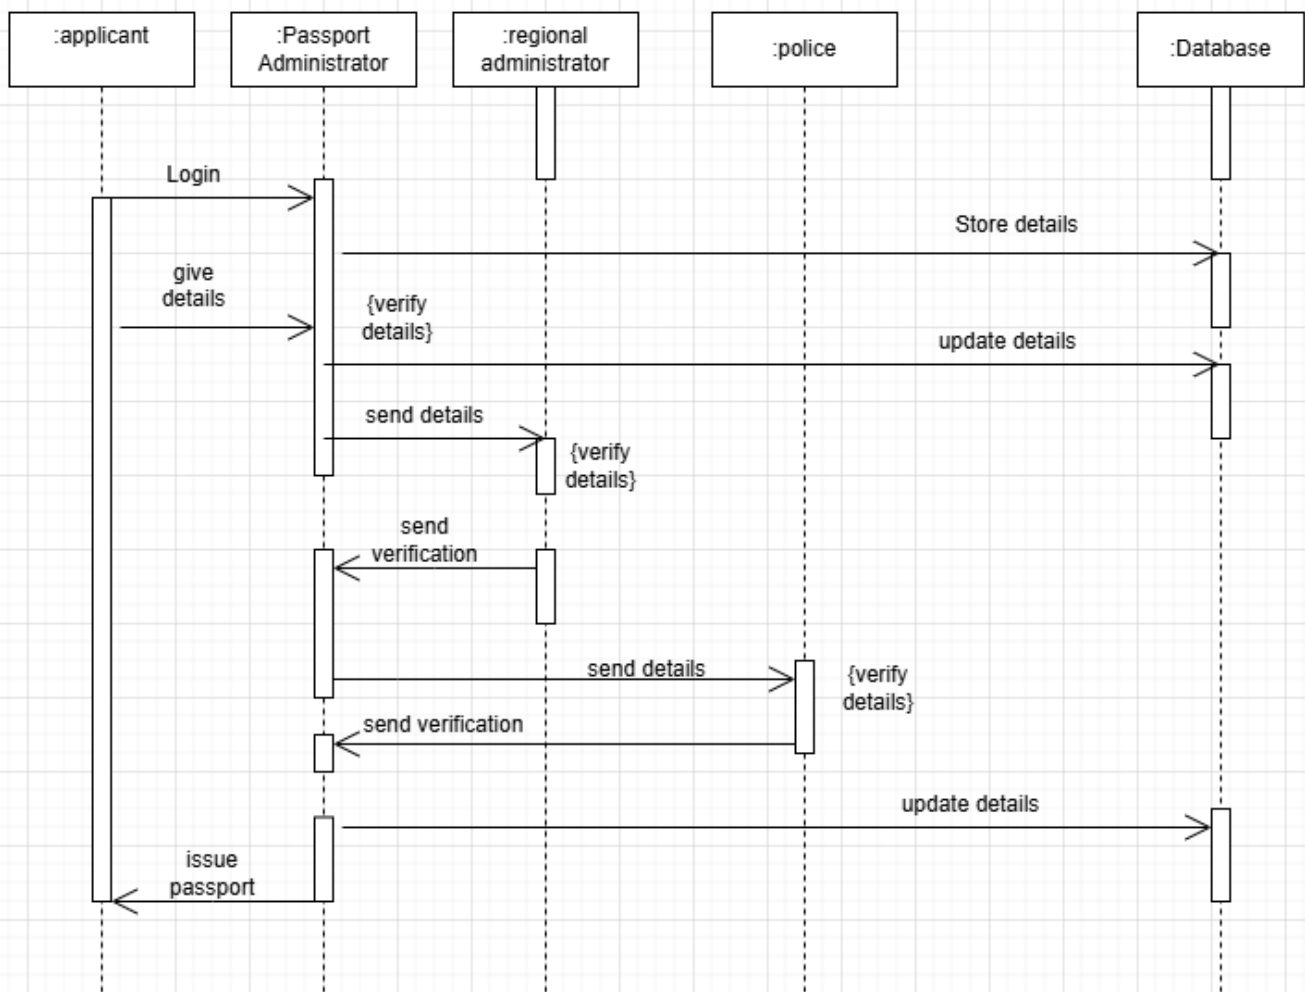 :applicant
:Passport
Administrator
:regional
administrator
:police
:Database
Login
Store details
give
details
{verify
details}
update details
send details
{verify
details}
send
verification
send details
{verify
details}
send verification
update details
issue
passport